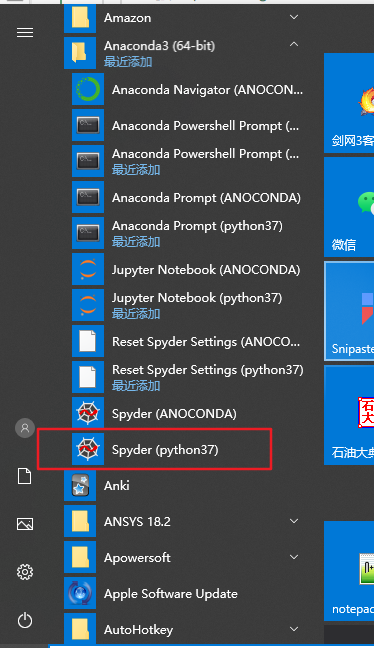 Amazon
Anaconda3 (64-bit)
最近添加
Anaconda Navigator (ANOCON...
Anaconda Powershell Prompt (...
Anaconda Powershell Prompt (...
最近添加
Anaconda Prompt (ANOCONDA)
Anaconda Prompt (python37)
最近添加
Jupyter Notebook (ANOCONDA)
Jupyter Notebook (python37)
最近添加
Reset Spyder Settings (ANOCO...
Reset Spyder Settings (python37)
最近添加
Spyder (ANOCONDA)
Spyder (python37)
Anki
ANSYS 18.2
Apowersoft
Apple Software Update
AutoHotkey
剑网3客
微信
Snipaste
石油大典
notepac